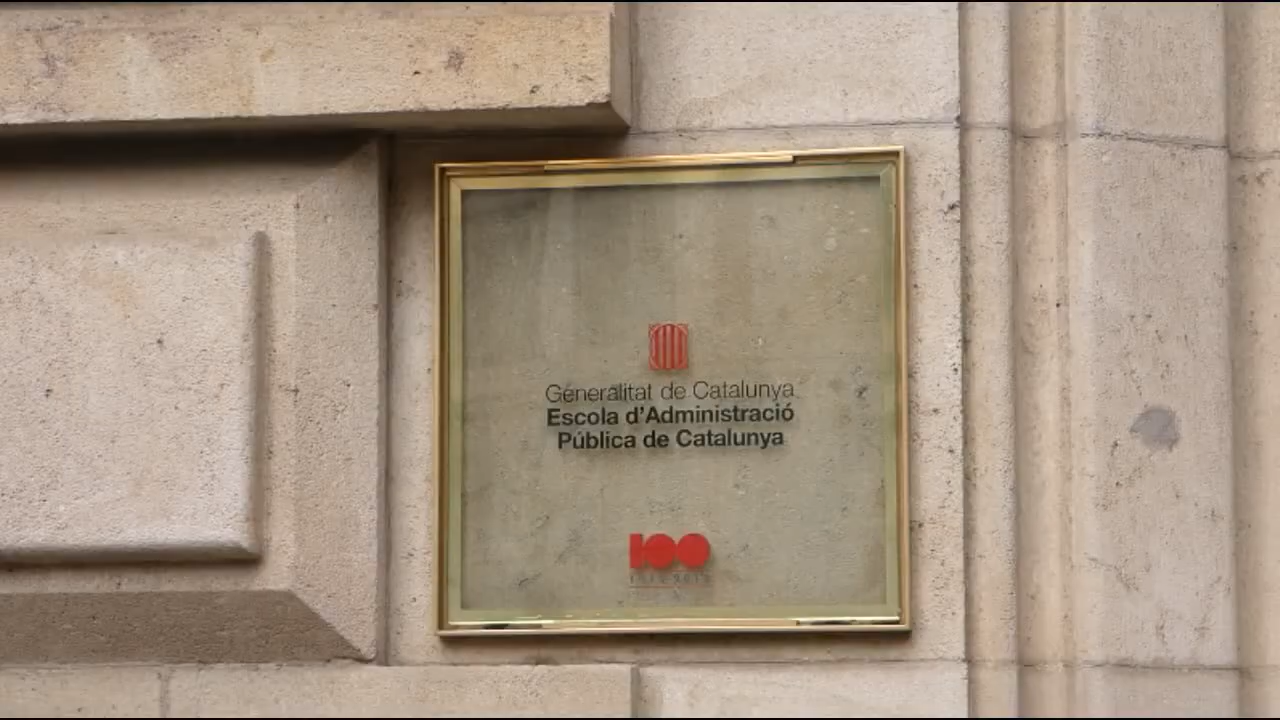 Generalitat de Catalunya
Escola d'Administració
Pública de Catalunya
100